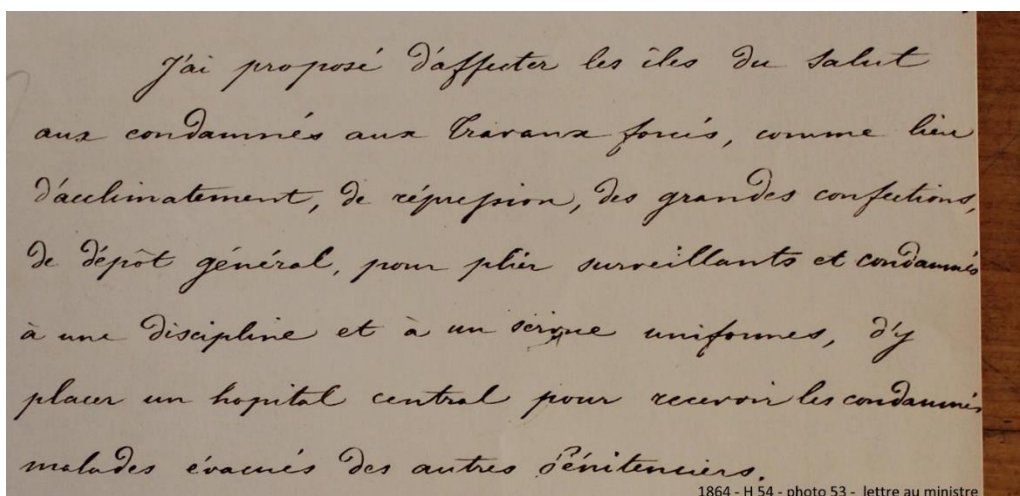 J'ai proposé d'affecter les îles du Salut
aux condamnés aux Travaux forcés, comme lieu
d'acclimatement, de répression, des grandes confections,
de dépôt général, pour plier surveillants et condamnés
à une discipline et à un uniformes, d'y
placer un hopital central pour recevoir les condamnés
malades évacués des autres Pénitenciers.
1864 - H 54 - photo 53 - lettre au ministre